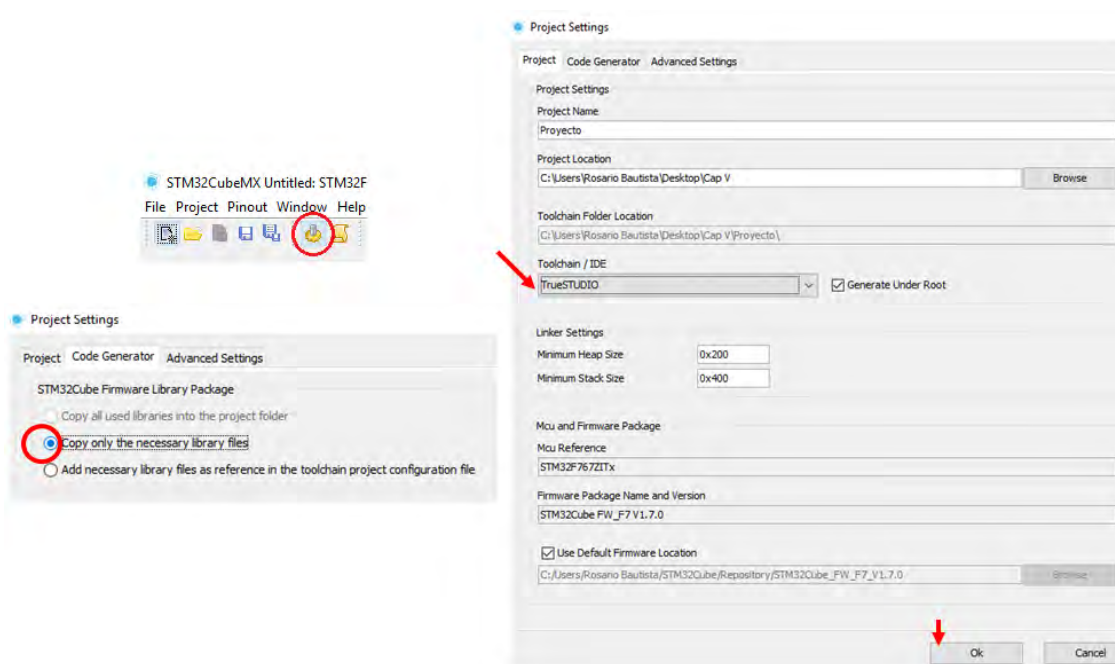 STM32CubeMX Untitled: STM32F
File Project Pinout Window Help
Project Settings
Project Code Generator Advanced Settings
STM32Cube Firmware Library Package
Copy all used libraries into the project folder
Copy only the necessary library files
Add necessary library files as reference in the toolchain project configuration file
Project Settings
Project Code Generator Advanced Settings
Project Settings
Project Name
Proyecto
Project Location
C:\Users\Rosario Bautista\Desktop\Cap V
Browse
Toolchain Folder Location
C:\Users\Rosario Bautista\Desktop\Cap V\Proyecto\
Toolchain / IDE
TrueSTUDIO
Generate Under Root
Linker Settings
Minimum Heap Size 0x200
Minimum Stack Size 0x400
Mcu and Firmware Package
Mcu Reference
STM32F767ZITx
Firmware Package Name and Version
STM32Cube FW_F7 V1.7.0
Use Default Firmware Location
C:/Users/Rosario Bautista/STM32Cube/Repository/STM32Cube_FW_F7_V1.7.0
Browse
Ok Cancel